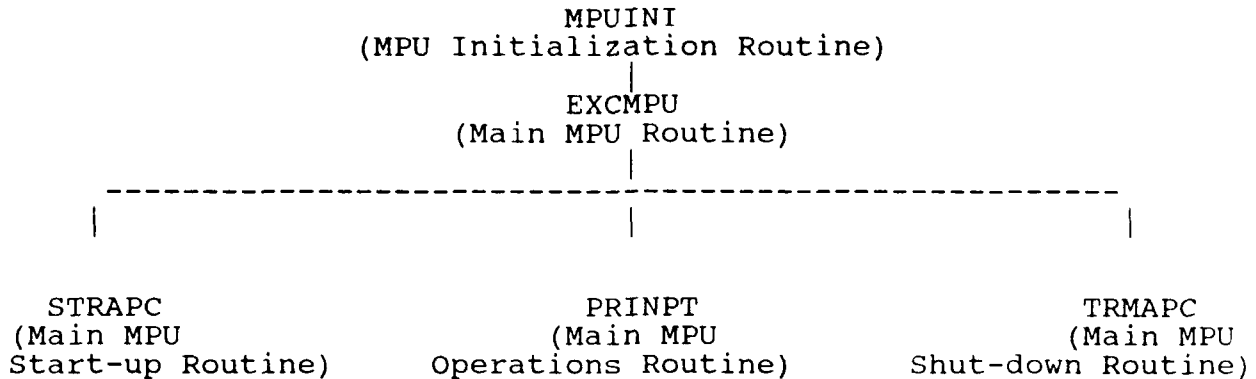 MPUINI
(MPU Initialization Routine)
EXCMPU
(Main MPU Routine)
STRAPC PRINPT TRMAPC
(Main MPU (Main MPU (Main MPU
Start-up Routine) Operations Routine) Shut-down Routine)